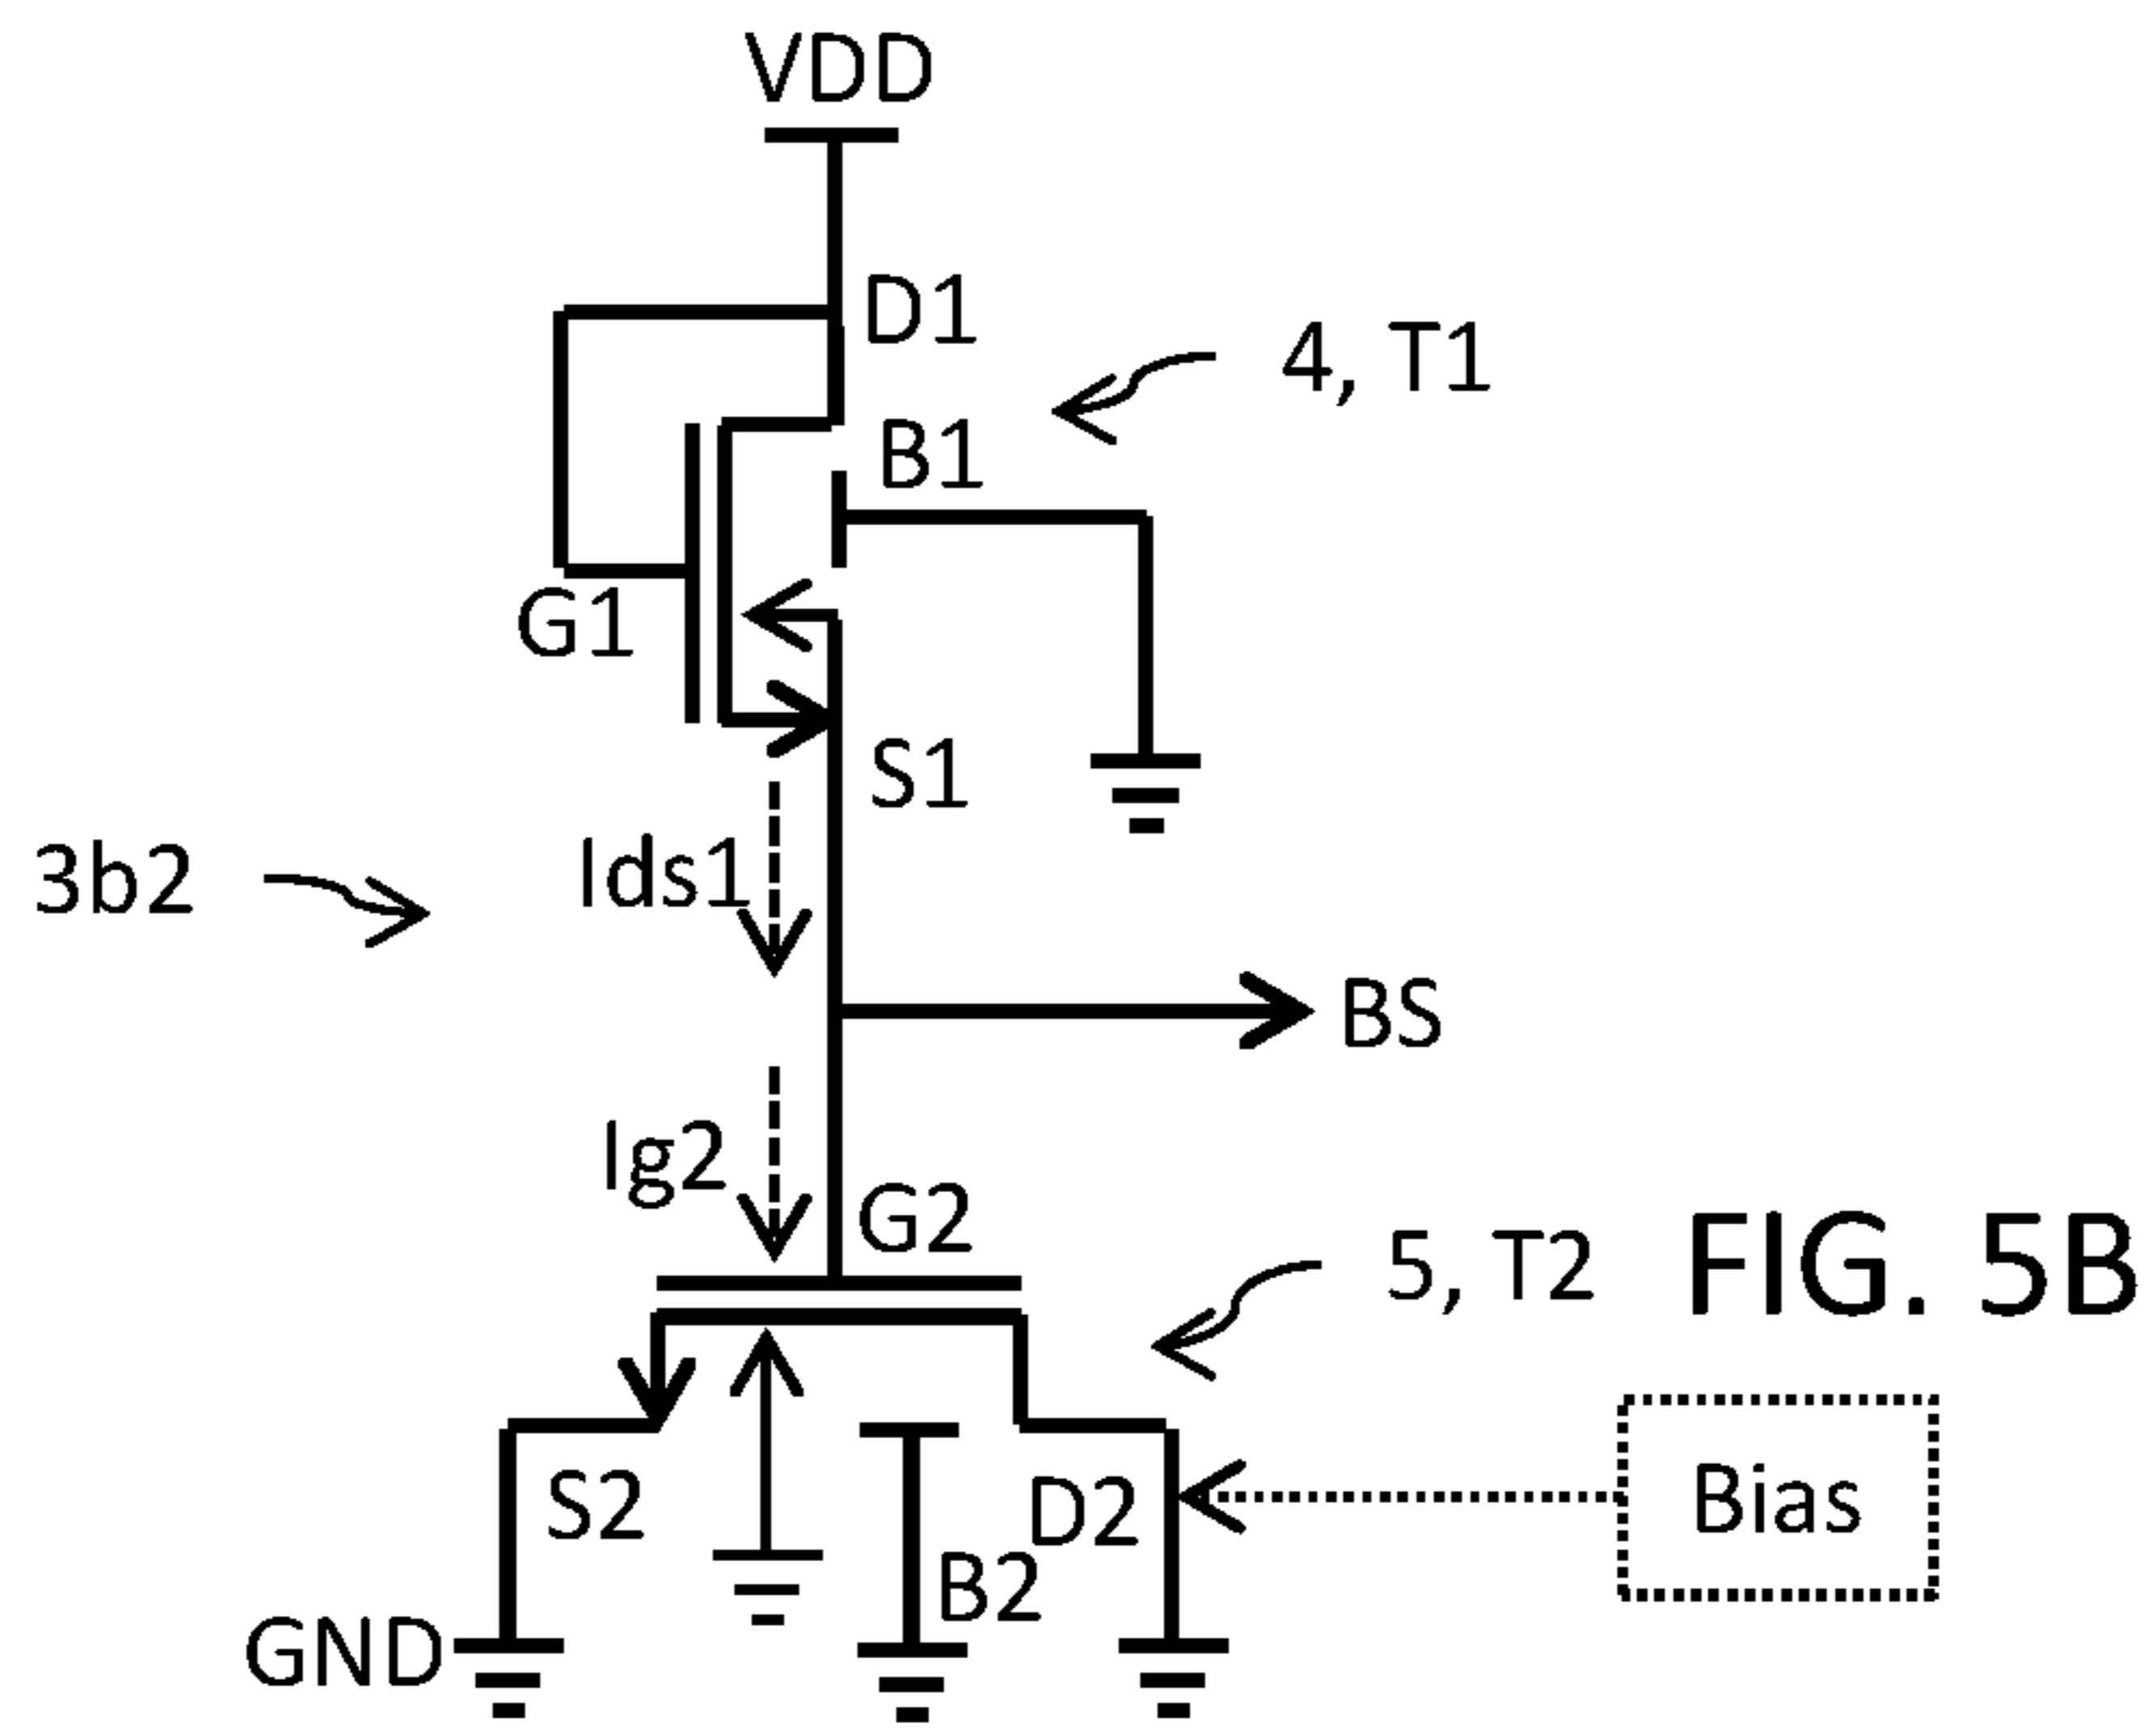 VDD
D1
4, T1
B1
G1
S1
3b2
Ids1
BS
Ig2
G2
5, T2
FIG. 5B
Bias
S2
D2
B2
GND